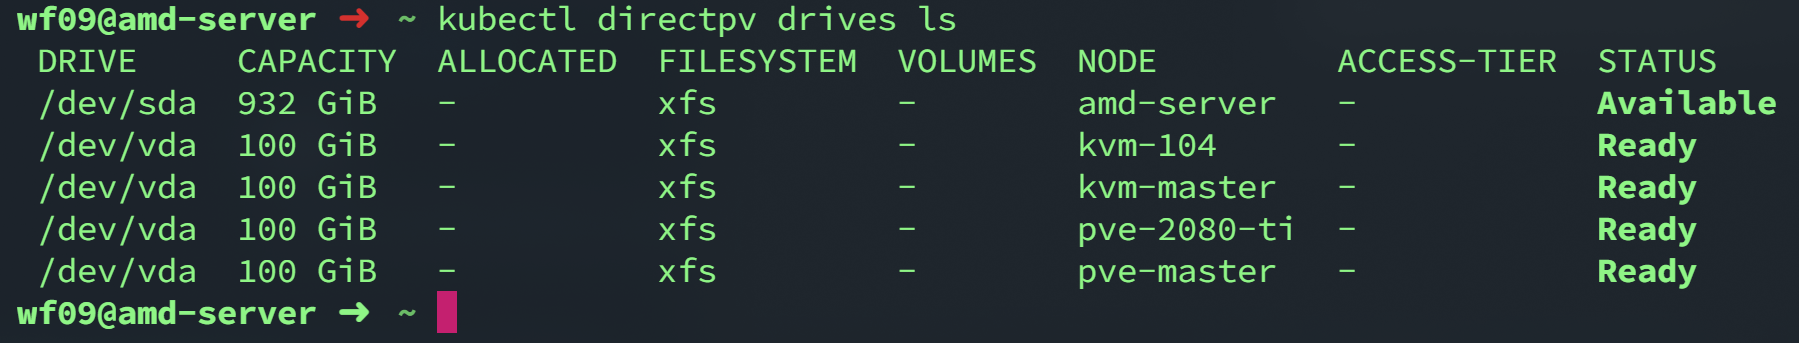 wf09@amd-server ➜ ~ kubectl directpv drives ls
DRIVE CAPACITY ALLOCATED FILESYSTEM VOLUMES NODE ACCESS-TIER STATUS
/dev/sda 932 GiB - xfs - amd-server - Available
/dev/vda 100 GiB - xfs - kvm-104 - Ready
/dev/vda 100 GiB - xfs - kvm-master - Ready
/dev/vda 100 GiB - xfs - pve-2080-ti - Ready
/dev/vda 100 GiB - xfs - pve-master - Ready
wf09@amd-server ➜ ~